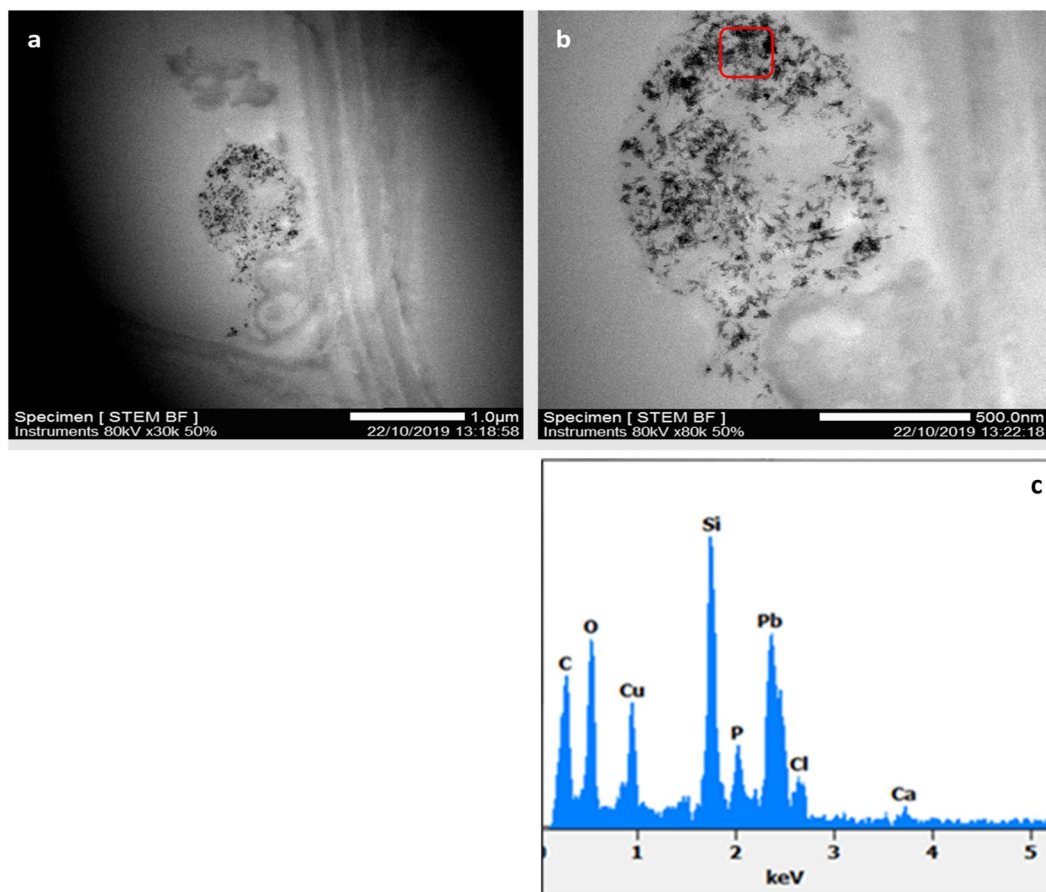 a
Specimen [ STEM BF ] 1.0µm
Instruments 80kV x30k 50% 22/10/2019 13:18:58
b
Specimen [ STEM BF ] 500.0nm
Instruments 80kV x80k 50% 22/10/2019 13:22:18
c
Si
O
Pb
C
Cu
P
Cl
Ca
1 2 3 4 5
keV